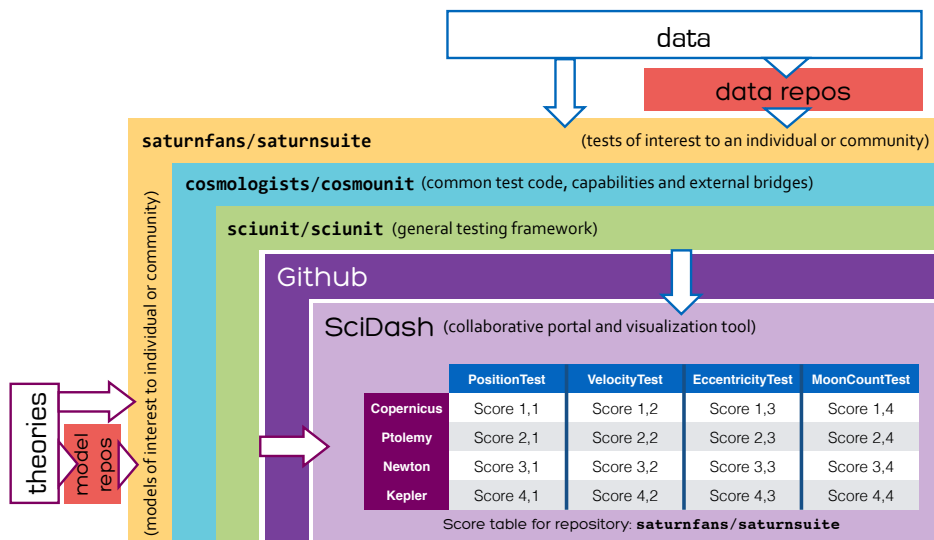 data
data repos
saturnfans/saturnsuite (tests of interest to an individual or community)
cosmologists/cosmounit (common test code, capabilities and external bridges)
sciunit/sciunit (general testing framework)
Github
SciDash (collaborative portal and visualization tool)
(models of interest to individual or community)
theories
model
repos
PositionTest VelocityTest EccentricityTest MoonCountTest
Copernicus Score 1,1 Score 1,2 Score 1,3 Score 1,4
Ptolemy Score 2,1 Score 2,2 Score 2,3 Score 2,4
Newton Score 3,1 Score 3,2 Score 3,3 Score 3,4
Kepler Score 4,1 Score 4,2 Score 4,3 Score 4,4
Score table for repository: saturnfans/saturnsuite